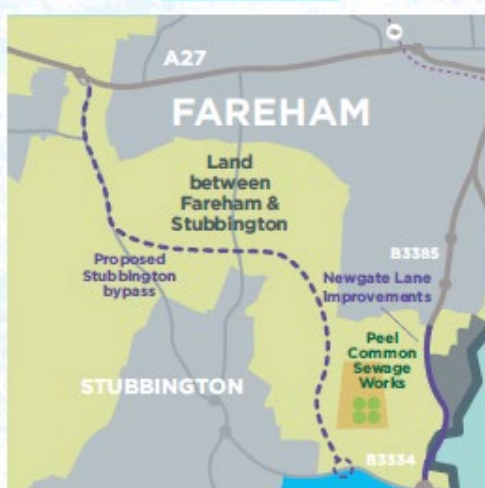 A27
FAREHAM
Land
between
Fareham &
Stubbington
B3385
Proposed
Stubbington
bypass
Newgate Lane
Improvements
Peel
Common
Sewage
Works
STUBBINGTON
B3334